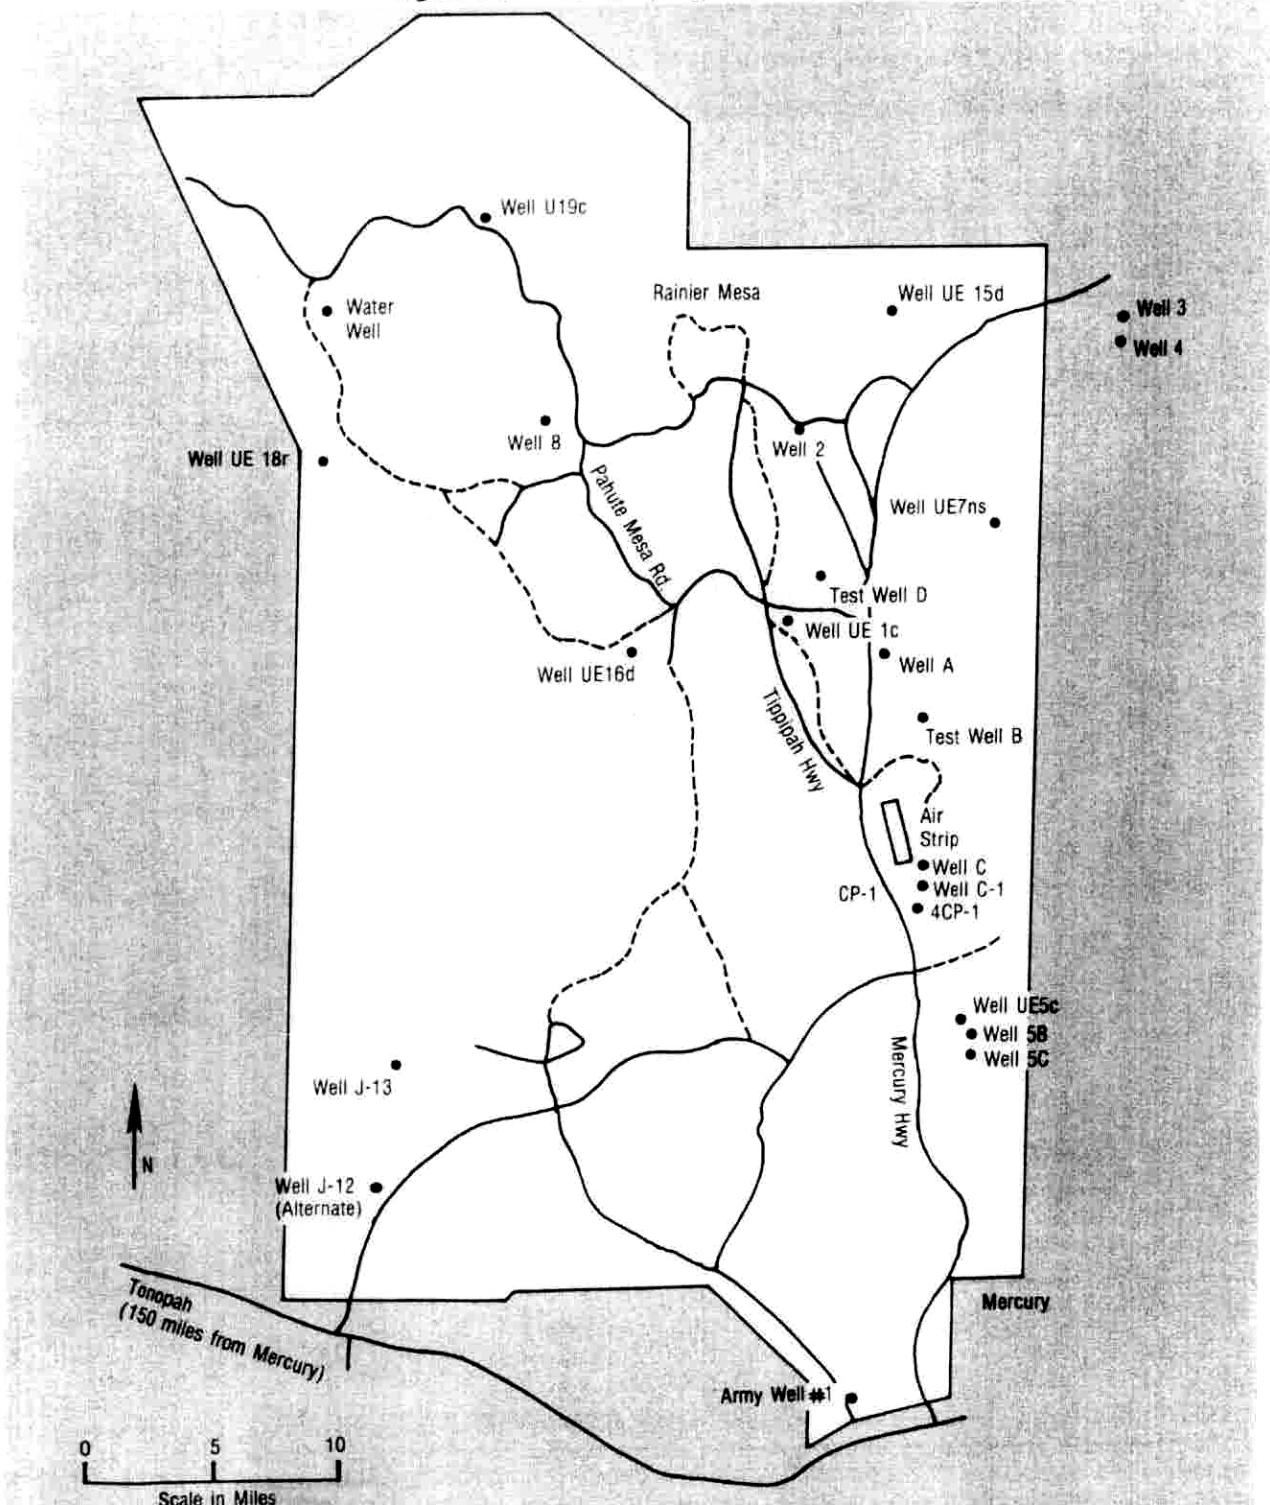 Well U19c
Rainier Mesa
Well UE 15d
Water
Well
Well 3
Well 4
Well 8
Well 2
Well UE 18r
Pahute Mesa Rd.
Well UE7ns
Test Well D
Well UE 1c
Well A
Well UE16d
Tippipah Hwy
Test Well B
Air
Strip
Well C
CP-1
Well C-1
4CP-1
Well UE5c
Well 5B
Well 5C
Mercury Hwy
Well J-13
N
Well J-12
(Alternate)
Tonopah
(150 miles from Mercury)
Mercury
Army Well #1
0 5 10
Scale in Miles